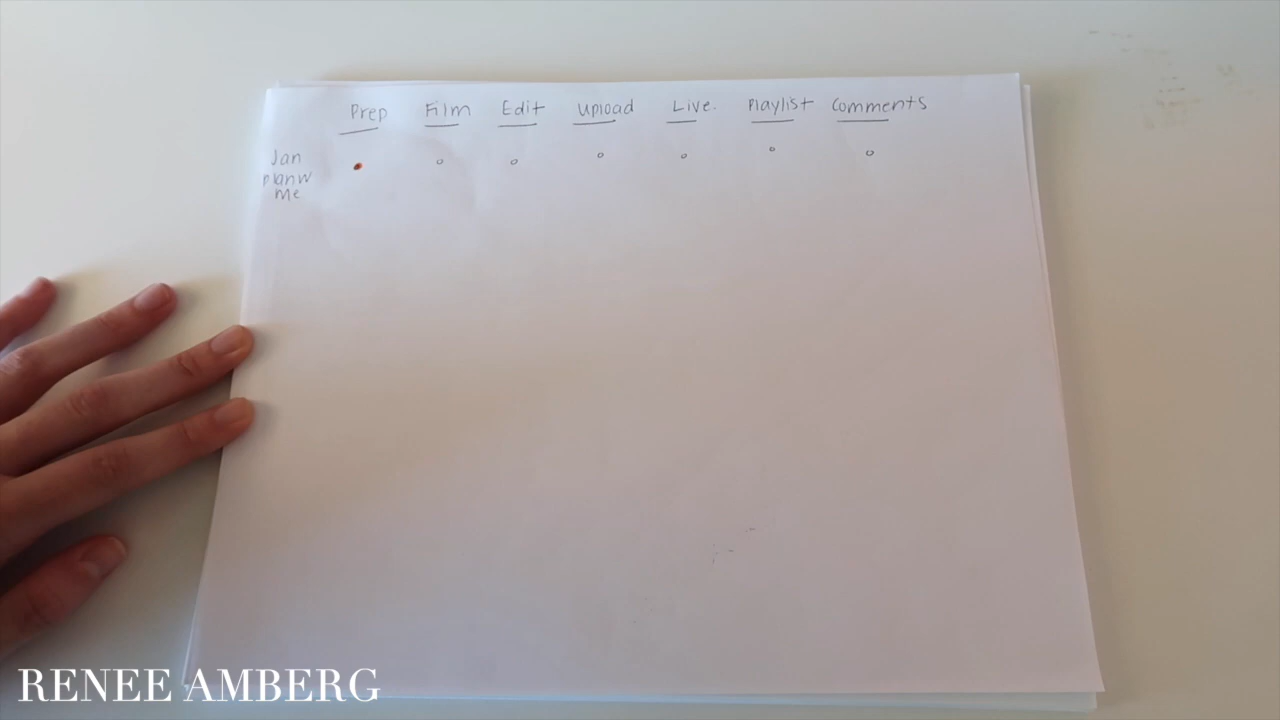 Prep Film Edit Upload Live. Playlist Comments
Jan
plan w
Me
RENEE AMBERG